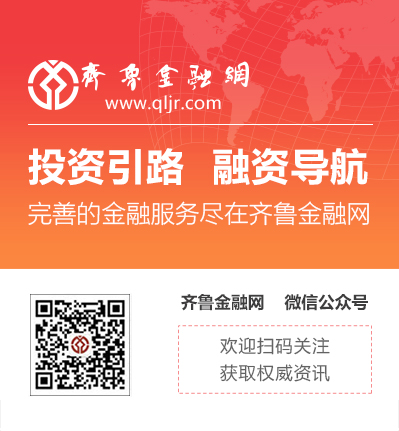 齐鲁金融網
www.qljr.com
投资引路 融资导航
完善的金融服务尽在齐鲁金融网
齐鲁金融网 微信公众号
欢迎扫码关注
获取权威资讯